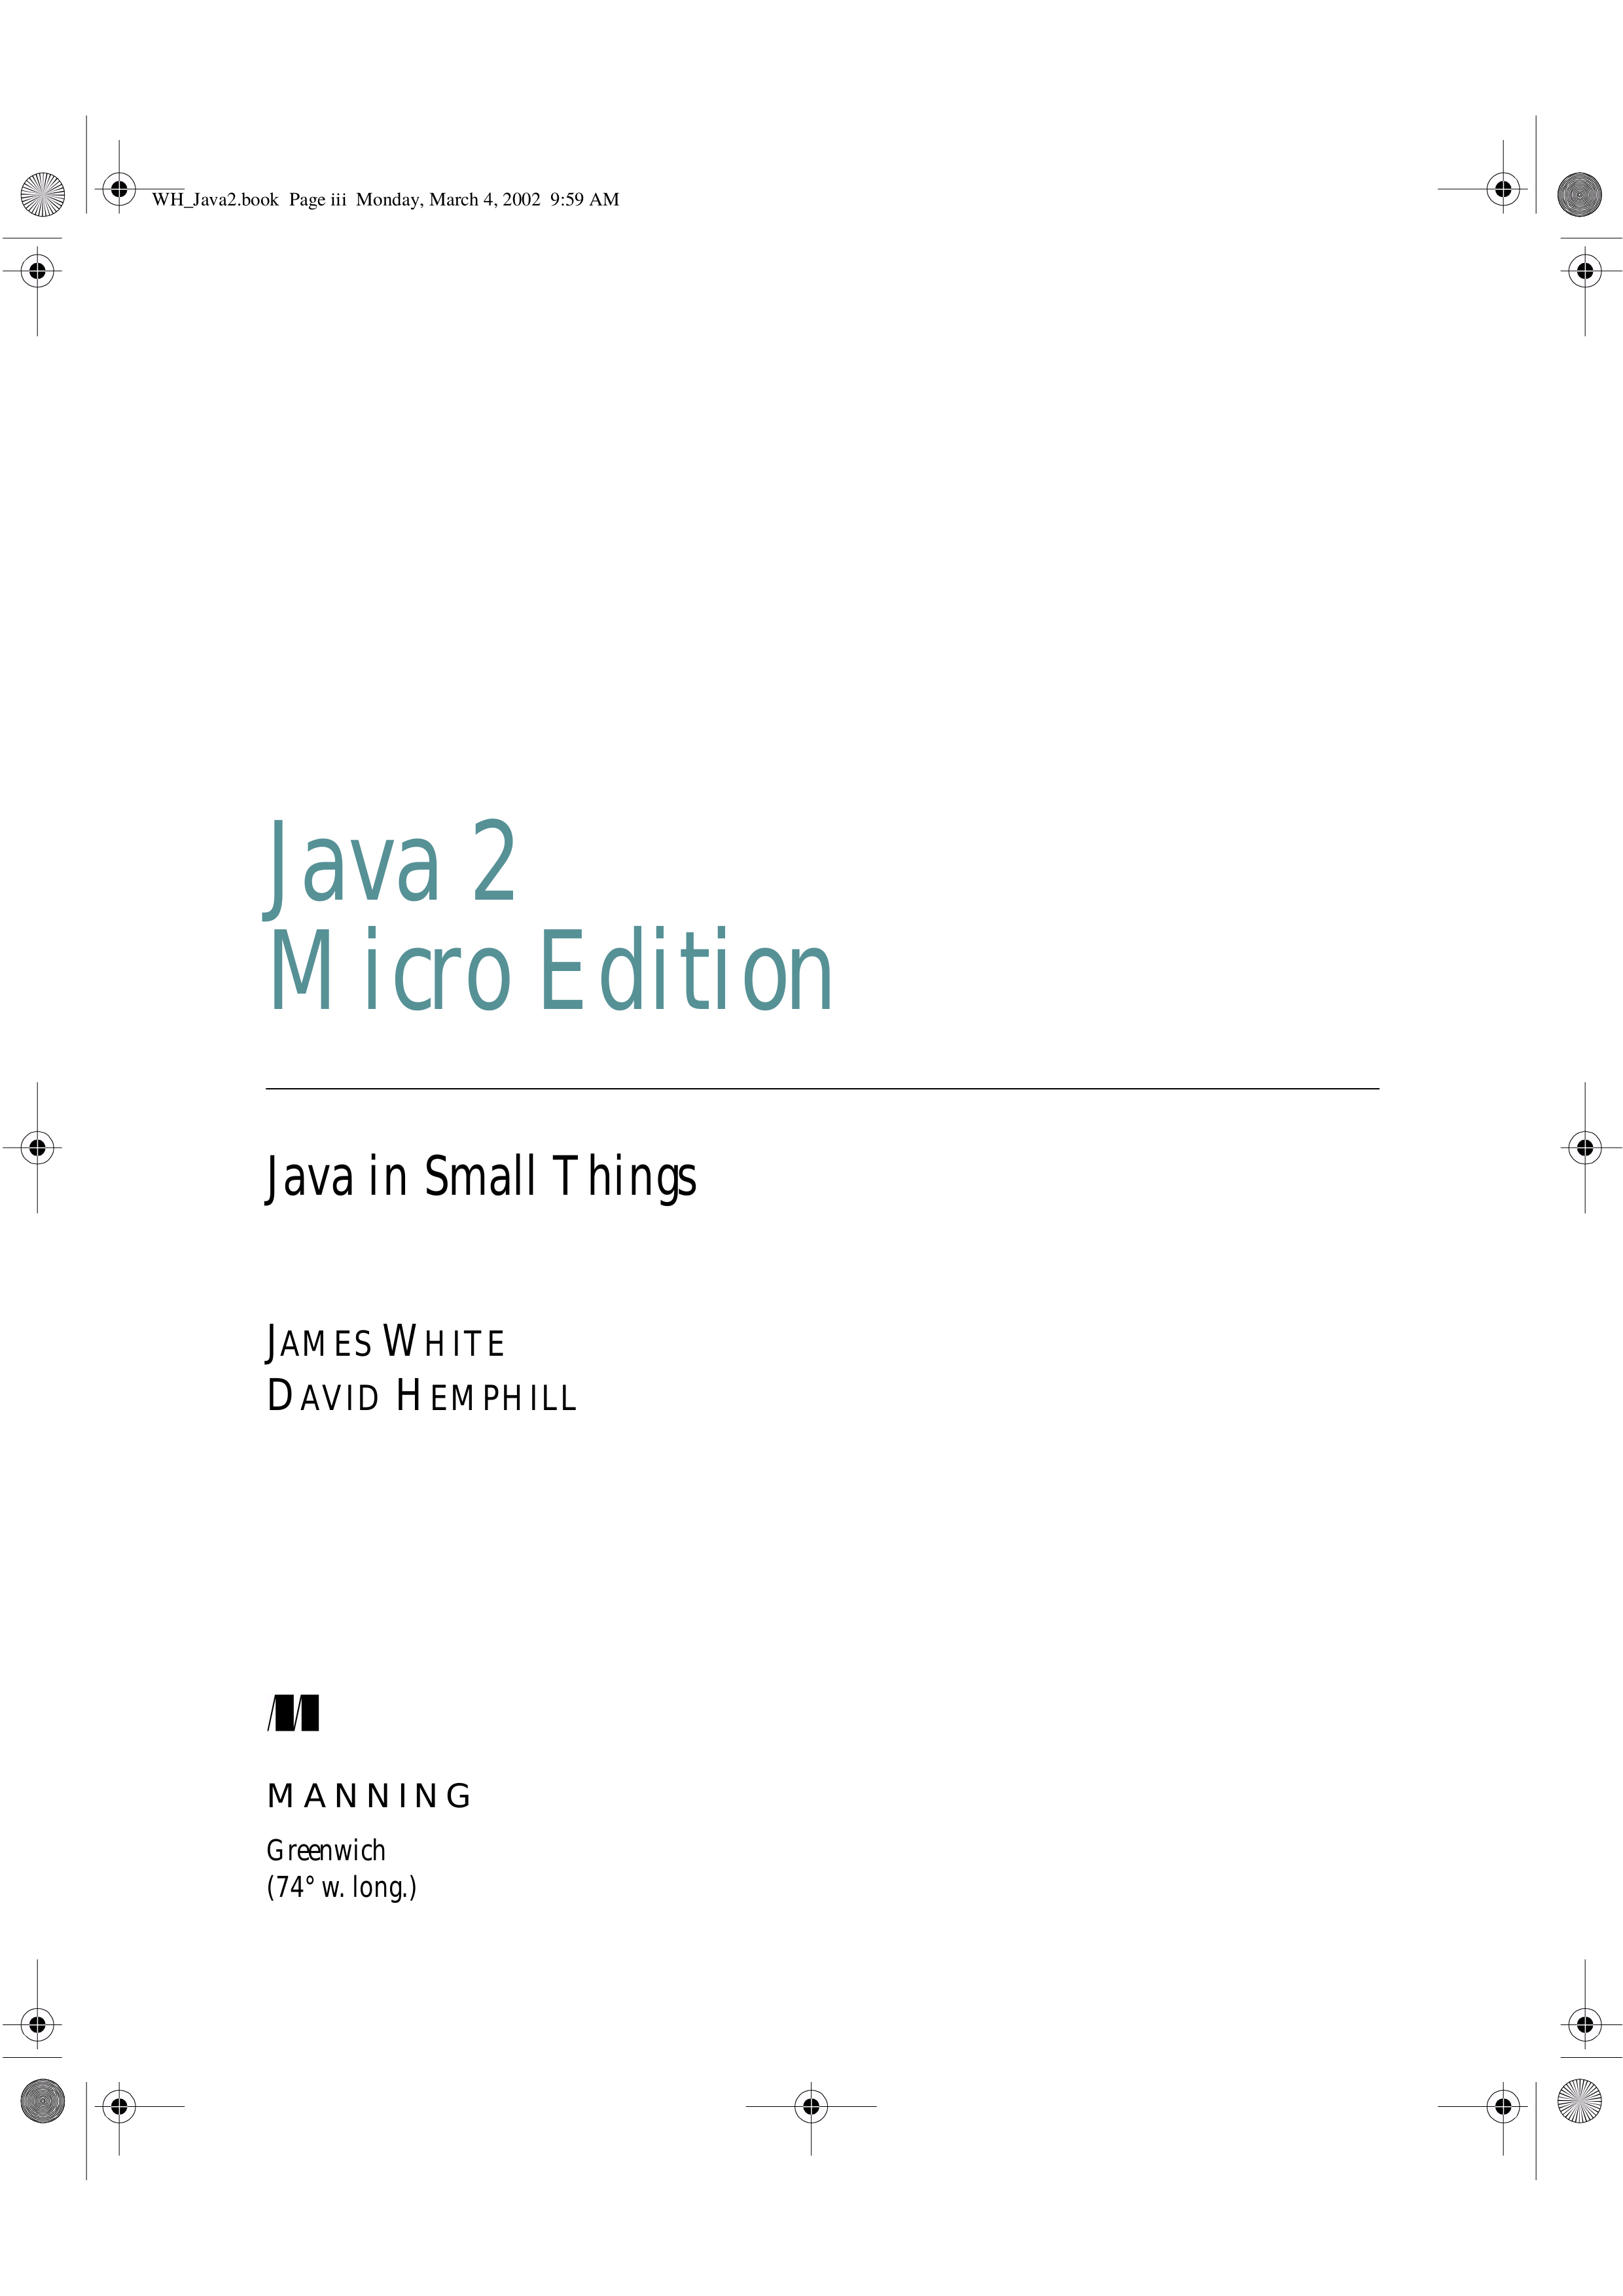 WH_Java2.book Page iii Monday, March 4, 2002 9:59 AM
Java 2
Micro Edition
Java in Small Things
JAMES WHITE
DAVID HEMPHILL
MANNING
Greenwich
(74° w. long.)